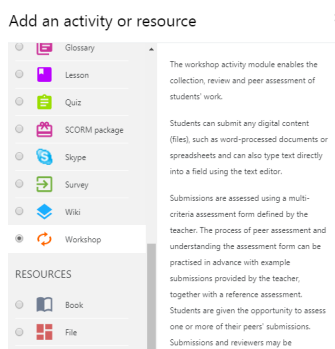 Add an activity or resource
Glossary
Lesson
Quiz
SCORM package
Skype
Survey
Wiki
Workshop
RESOURCES
Book
File
The workshop activity module enables the
collection, review and peer assessment of
students' work.
Students can submit any digital content
(files), such as word-processed documents or
spreadsheets and can also type text directly
into a field using the text editor.
Submissions are assessed using a multi-
criteria assessment form defined by the
teacher. The process of peer assessment and
understanding the assessment form can be
practised in advance with example
submissions provided by the teacher,
together with a reference assessment.
Students are given the opportunity to assess
one or more of their peers' submissions.
Submissions and reviewers may be